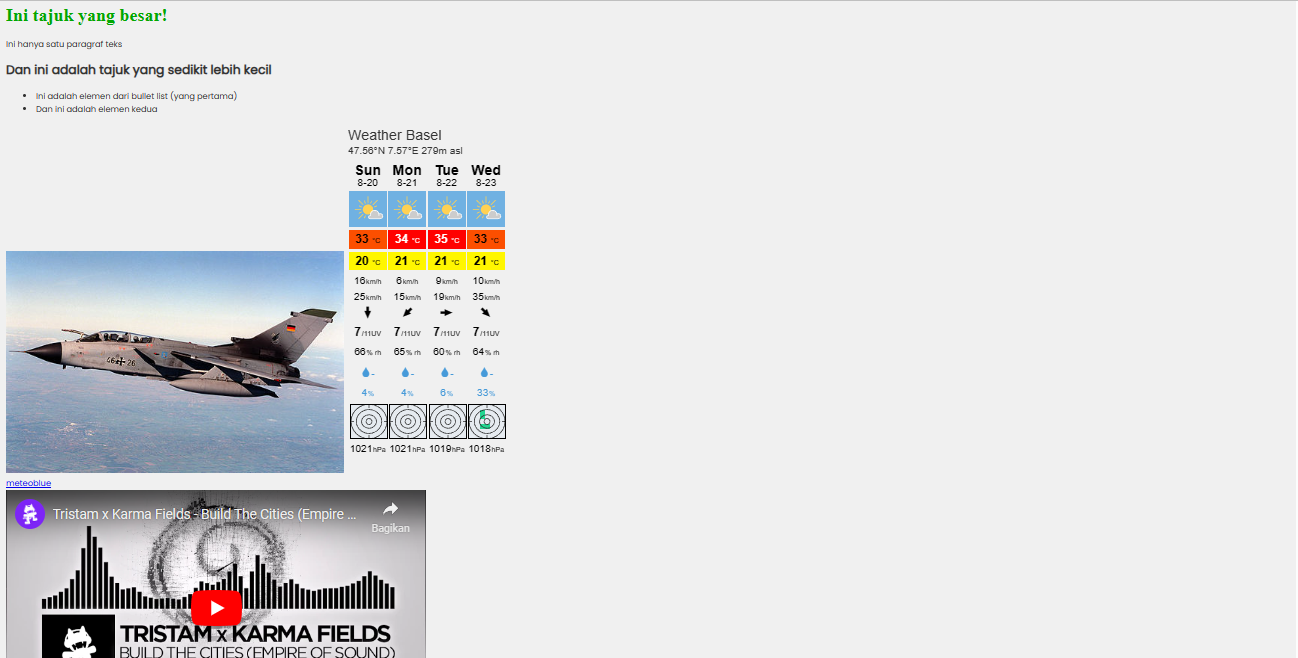 Ini tajuk yang besar!
Ini hanya satu paragraf teks
Dan ini adalah tajuk yang sedikit lebih kecil
Ini adalah elemen dari bullet list (yang pertama)
Dan ini adalah elemen kedua
Weather Basel
47.56°N 7.57°E 279m asl
Sun Mon Tue Wed
8-20 8-21 8-22 8-23
33 °C 34 °C 35 °C 33 °C
20 °C 21 °C 21 °C 21 °C
16km/h 6km/h 9km/h 10km/h
25km/h 15km/h 19km/h 35km/h
7/11UV 7/11UV 7/11UV 7/11UV
66% rh 65% rh 60% rh 64% rh
- - - -
4% 4% 6% 33%
1021hPa 1021hPa 1019hPa 1018hPa
46+26
meteoblue
Tristam x Karma Fields - Build The Cities (Empire ...
Bagikan
TRISTAM x KARMA FIELDS
BUILD THE CITIES (EMPIRE OF SOUND)